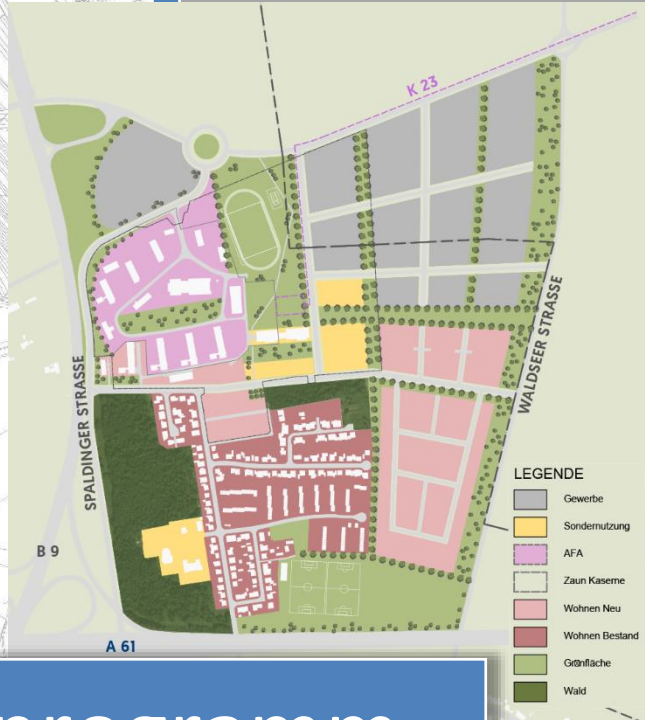 K 23
SPALDINGER STRASSE
WALDSEER STRASSE
B 9
A 61
LEGENDE
Gewerbe
Sondernutzung
AFA
Zaun Kaserne
Wohnen Neu
Wohnen Bestand
Grünfläche
Wald